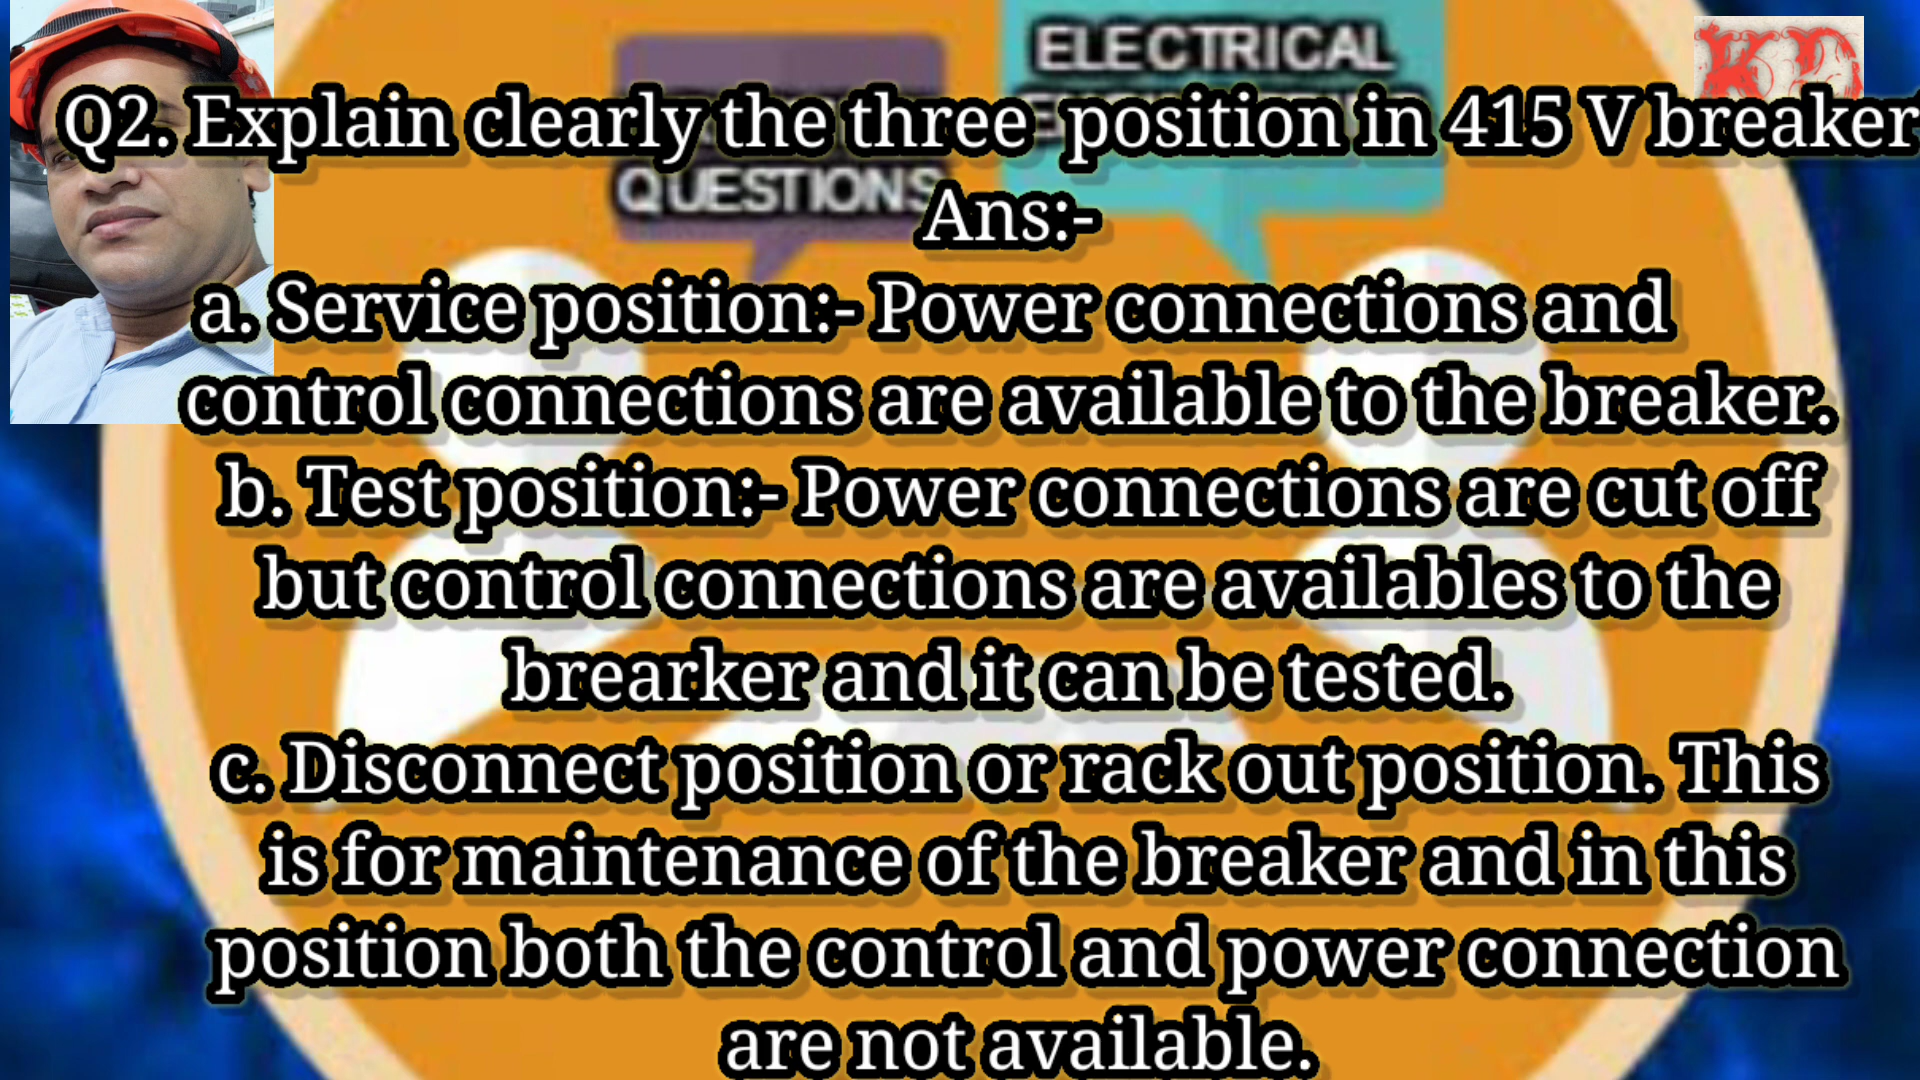 ELECTRICAL
Q2. Explain clearly the three position in 415 V breaker
QUESTIONS
Ans:-
a. Service position:- Power connections and
control connections are available to the breaker.
b. Test position:- Power connections are cut off
but control connections are availables to the
brearker and it can be tested.
c. Disconnect position or rack out position. This
is for maintenance of the breaker and in this
position both the control and power connection
are not available.